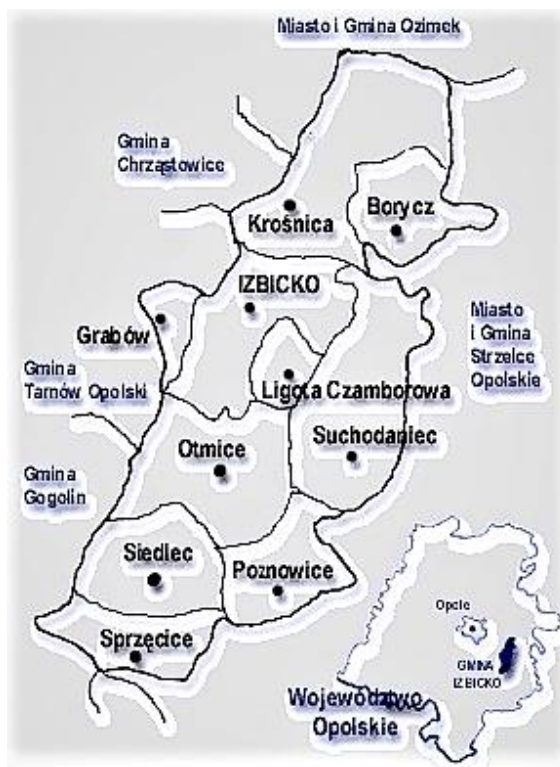 Miasto i Gmina Ozimek
Gmina
Chrząstowice
Krośnica
Borycz
IZBICKO
Grabów
Miasto
i Gmina
Strzelce
Opolskie
Gmina
Tarnów Opolski
Ligota Czamborowa
Otmice
Suchodaniec
Gmina
Gogolin
Siedlec
Poznowice
Sprzęcice
Opole
GMINA
IZBICKO
Województwo
Opolskie